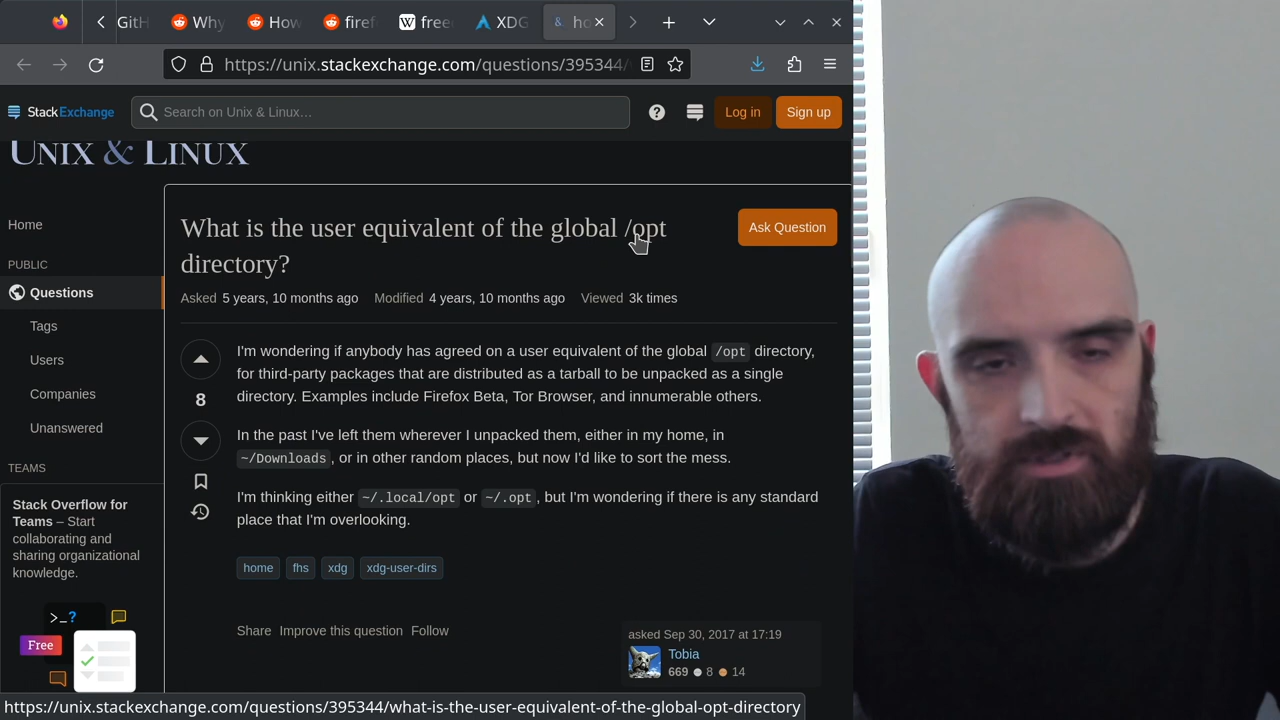 GitH
Why
How
firef
free
XDG
ho
https://unix.stackexchange.com/questions/395344/
StackExchange
Search on Unix & Linux…
Log in
Sign up
UNIX & LINUX
Home
PUBLIC
Questions
Tags
Users
Companies
Unanswered
TEAMS
Stack Overflow for
Teams – Start
collaborating and
sharing organizational
knowledge.
>_?
Free
What is the user equivalent of the global /opt
directory?
Ask Question
Asked 5 years, 10 months ago Modified 4 years, 10 months ago Viewed 3k times
8
I'm wondering if anybody has agreed on a user equivalent of the global /opt directory,
for third-party packages that are distributed as a tarball to be unpacked as a single
directory. Examples include Firefox Beta, Tor Browser, and innumerable others.
In the past I've left them wherever I unpacked them, either in my home, in
~/Downloads, or in other random places, but now I'd like to sort the mess.
I'm thinking either ~/.local/opt or ~/.opt, but I'm wondering if there is any standard
place that I'm overlooking.
home fhs xdg xdg-user-dirs
Share Improve this question Follow
asked Sep 30, 2017 at 17:19
Tobia
669 8 14
https://unix.stackexchange.com/questions/395344/what-is-the-user-equivalent-of-the-global-opt-directory